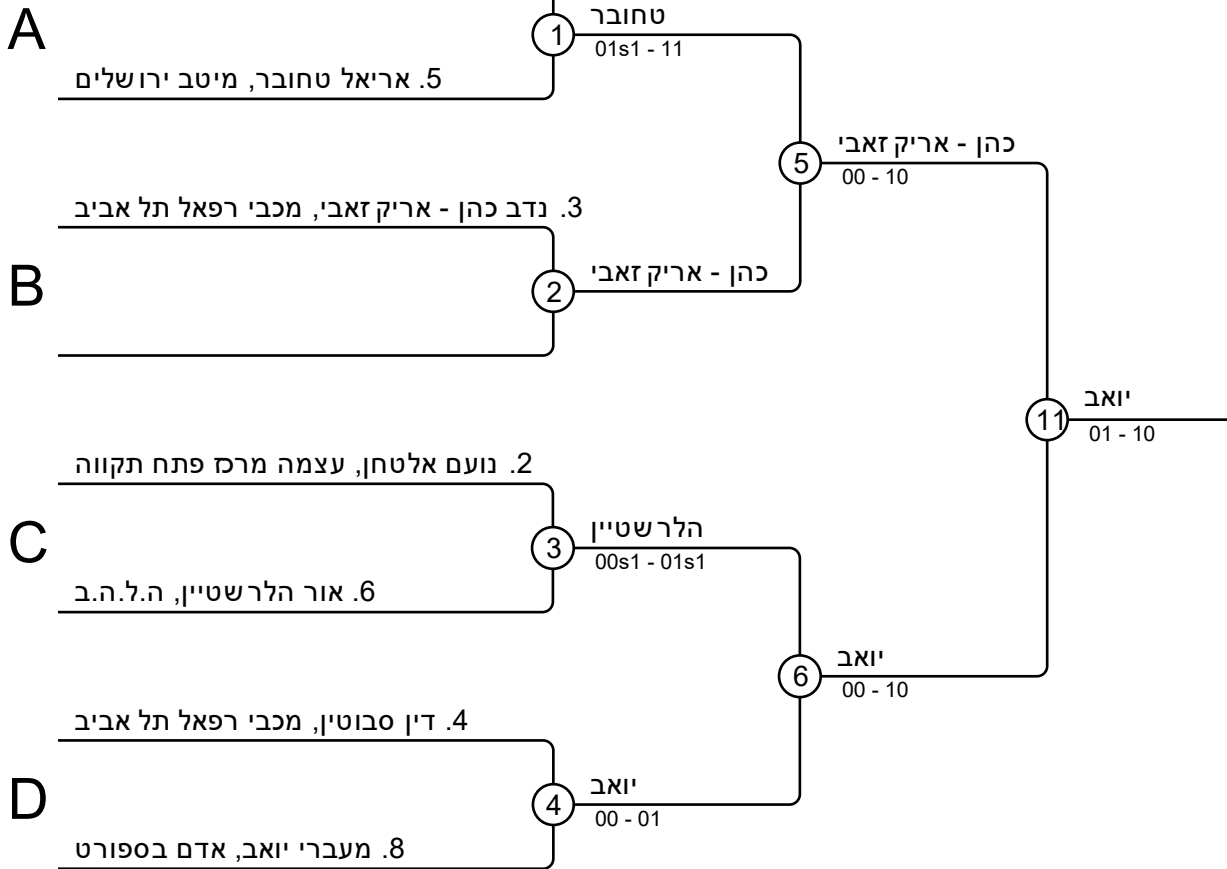 A
1
טחובר
01s1 - 11
5. אריאל טחובר, מיטב ירושלים
5
כהן - אריק זאבי
00 - 10
3. נדב כהן - אריק זאבי, מכבי רפאל תל אביב
B
2
כהן - אריק זאבי
11
יואב
01 - 10
2. נועם אלטחן, עצמה מרכז פתח תקווה
C
3
הלרשטיין
00s1 - 01s1
6. אור הלרשטיין, ה.ל.ה.ב
6
יואב
00 - 10
4. דין סבוטין, מכבי רפאל תל אביב
D
4
יואב
00 - 01
8. מעברי יואב, אדם בספורט